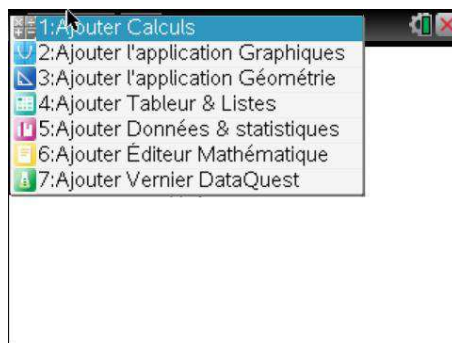 1:Ajouter Calculs
2:Ajouter l'application Graphiques
3:Ajouter l'application Géométrie
4:Ajouter Tableur & Listes
5:Ajouter Données & statistiques
6:Ajouter Éditeur Mathématique
7:Ajouter Vernier DataQuest